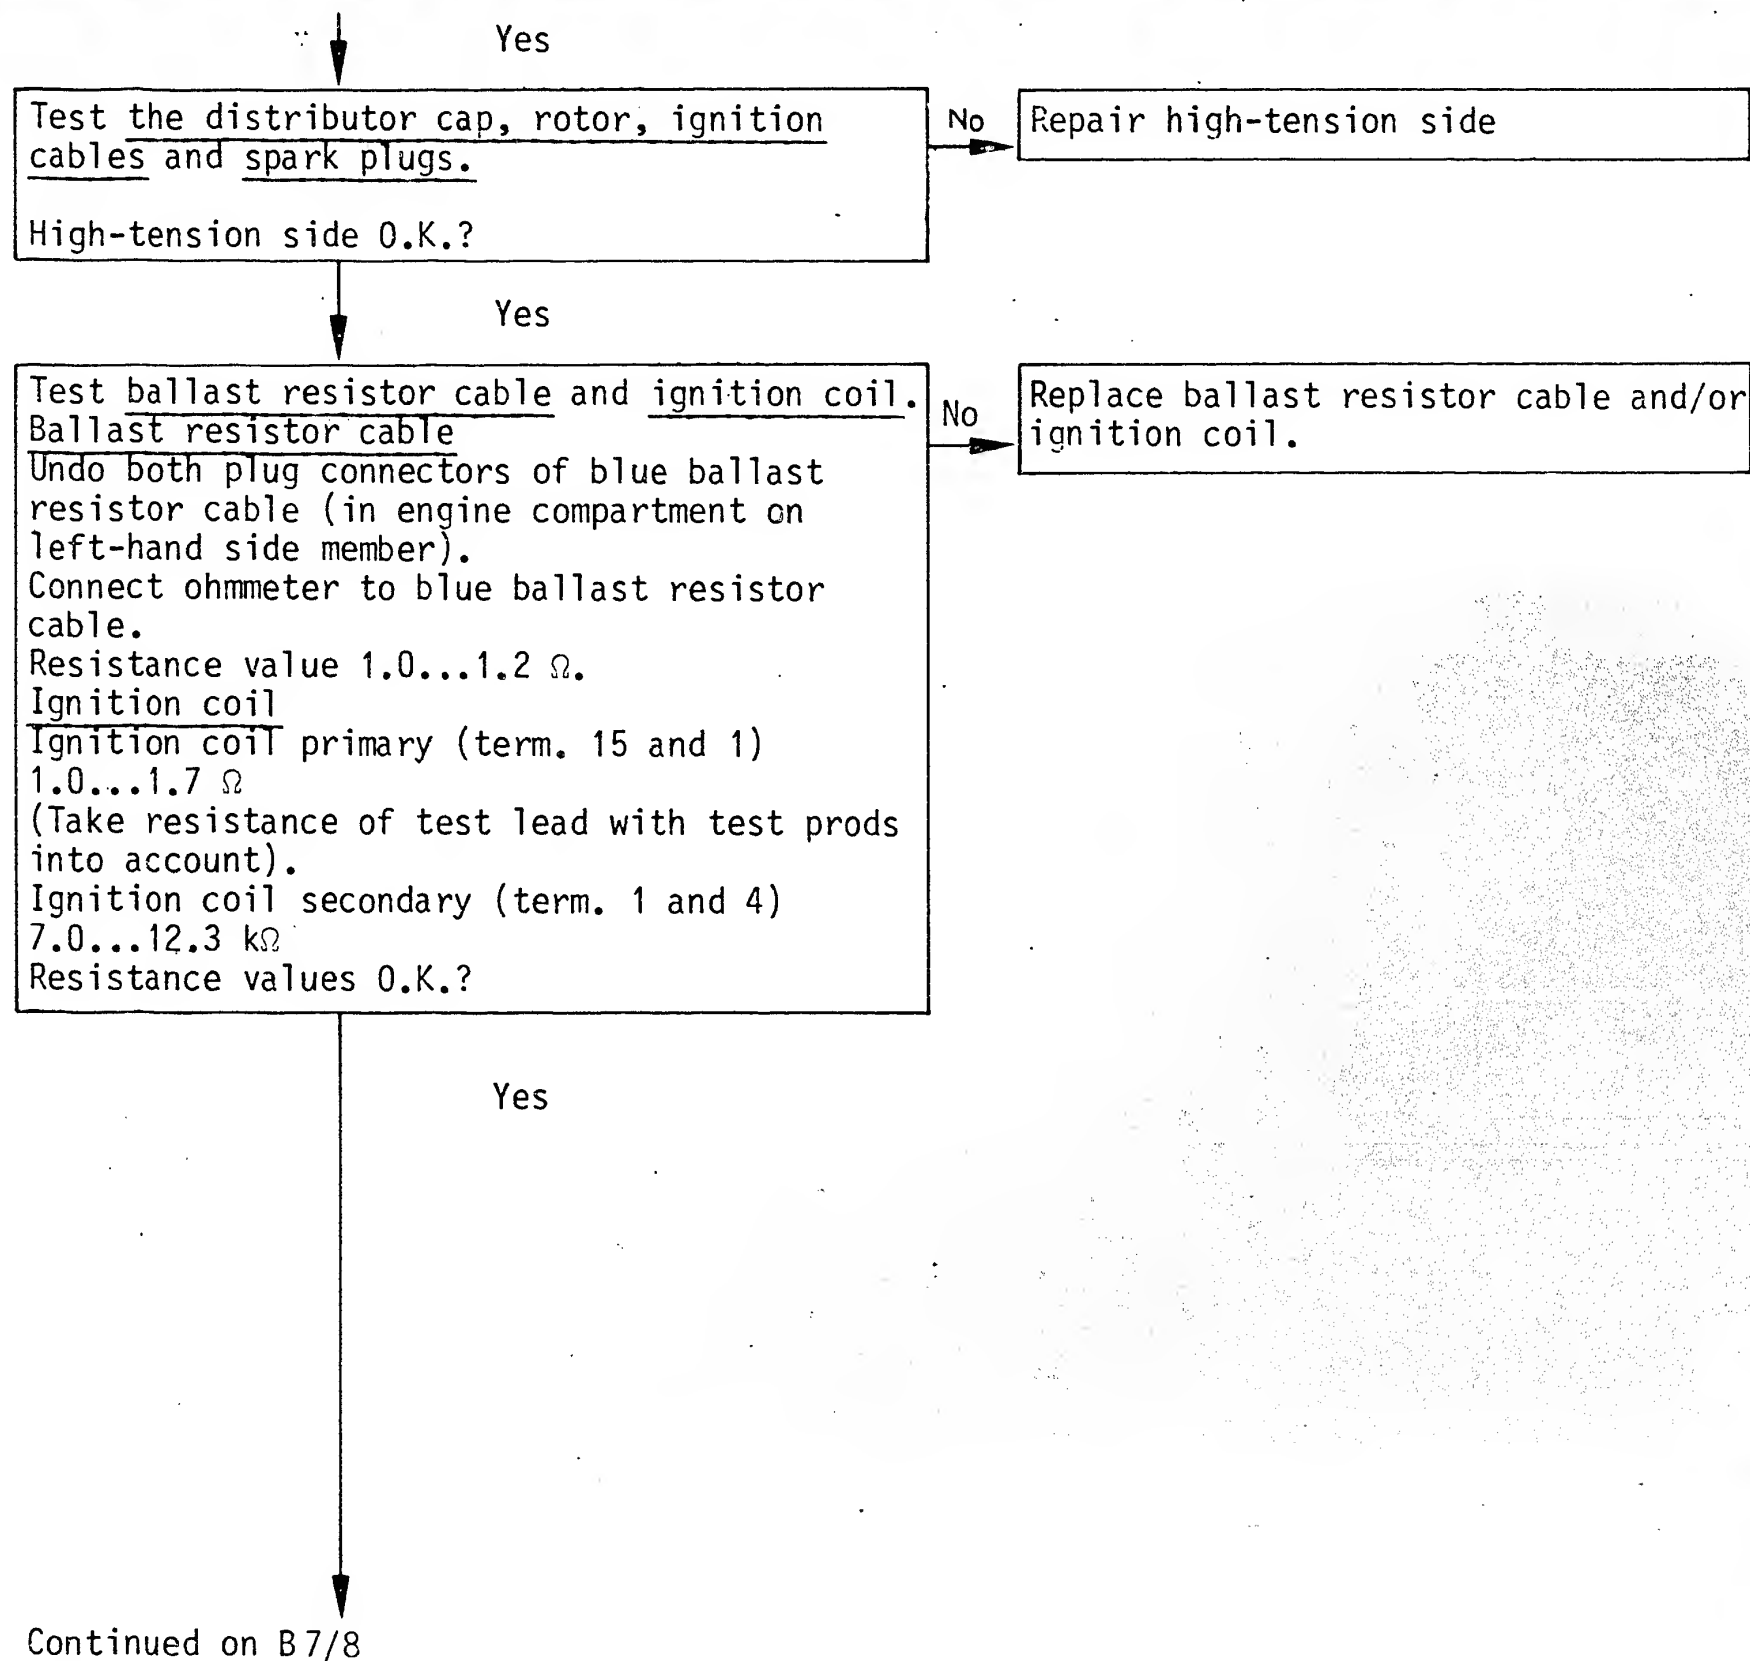 Yes
Test the distributor cap, rotor, ignition
cables and spark plugs.
High-tension side O.K.?
No
Repair high-tension side
Yes
Test ballast resistor cable and ignition coil.
Ballast resistor cable
Undo both plug connectors of blue ballast
resistor cable (in engine compartment on
left-hand side member).
Connect ohmmeter to blue ballast resistor
cable.
Resistance value 1.0...1.2 Ω.
Ignition coil
Ignition coil primary (term. 15 and 1)
1.0...1.7 Ω
(Take resistance of test lead with test prods
into account).
Ignition coil secondary (term. 1 and 4)
7.0...12.3 kΩ
Resistance values O.K.?
No
Replace ballast resistor cable and/or
ignition coil.
Yes
Continued on B 7/8